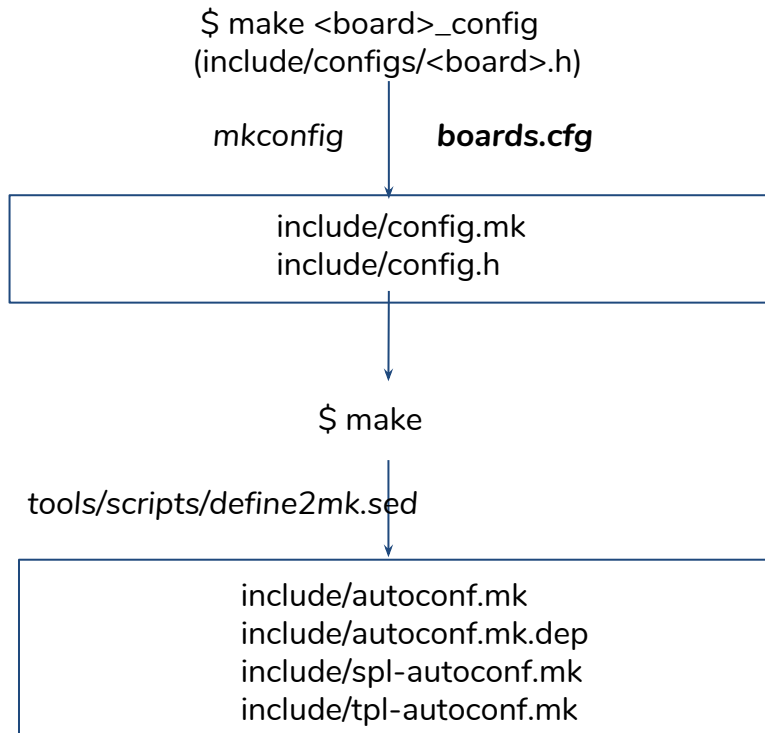 $ make <board>_config
(include/configs/<board>.h)
mkconfig boards.cfg
include/config.mk
include/config.h
$ make
tools/scripts/define2mk.sed
include/autoconf.mk
include/autoconf.mk.dep
include/spl-autoconf.mk
include/tpl-autoconf.mk